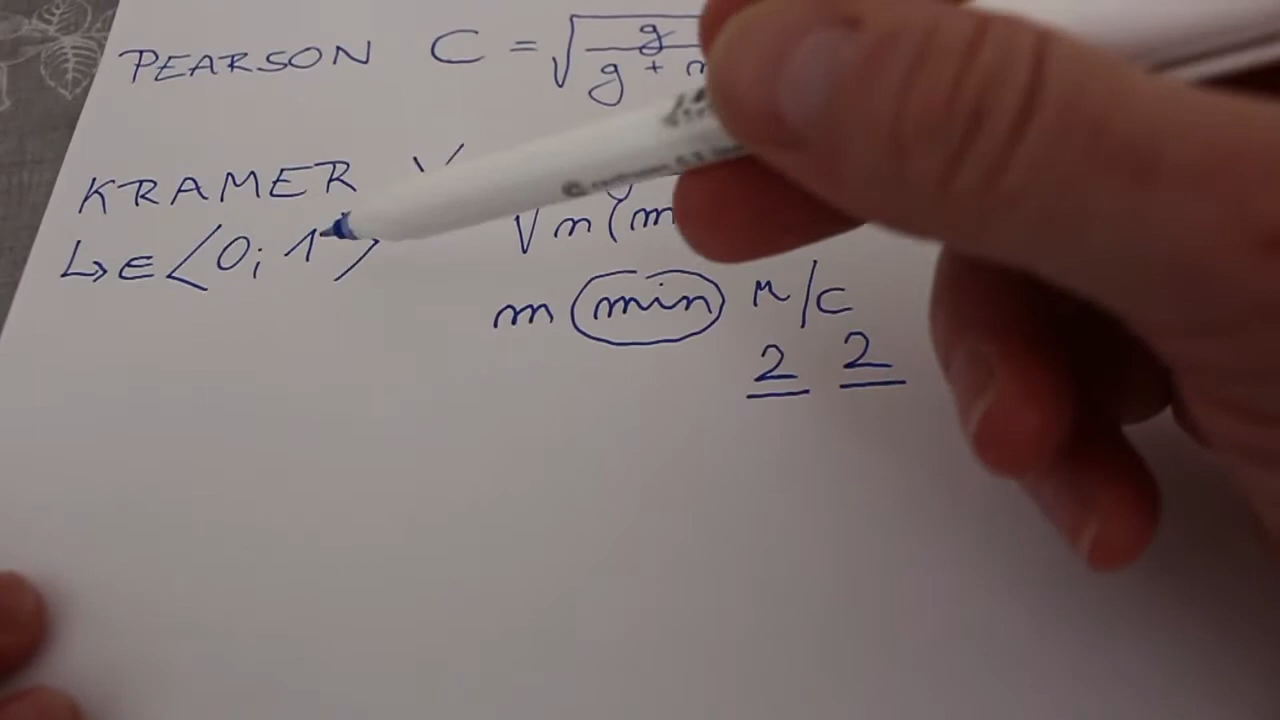 PEARSON C = √ g / g + n
KRAMER V
↳ ∈ ⟨0; 1⟩
√ n (m
m min r/c
2 2